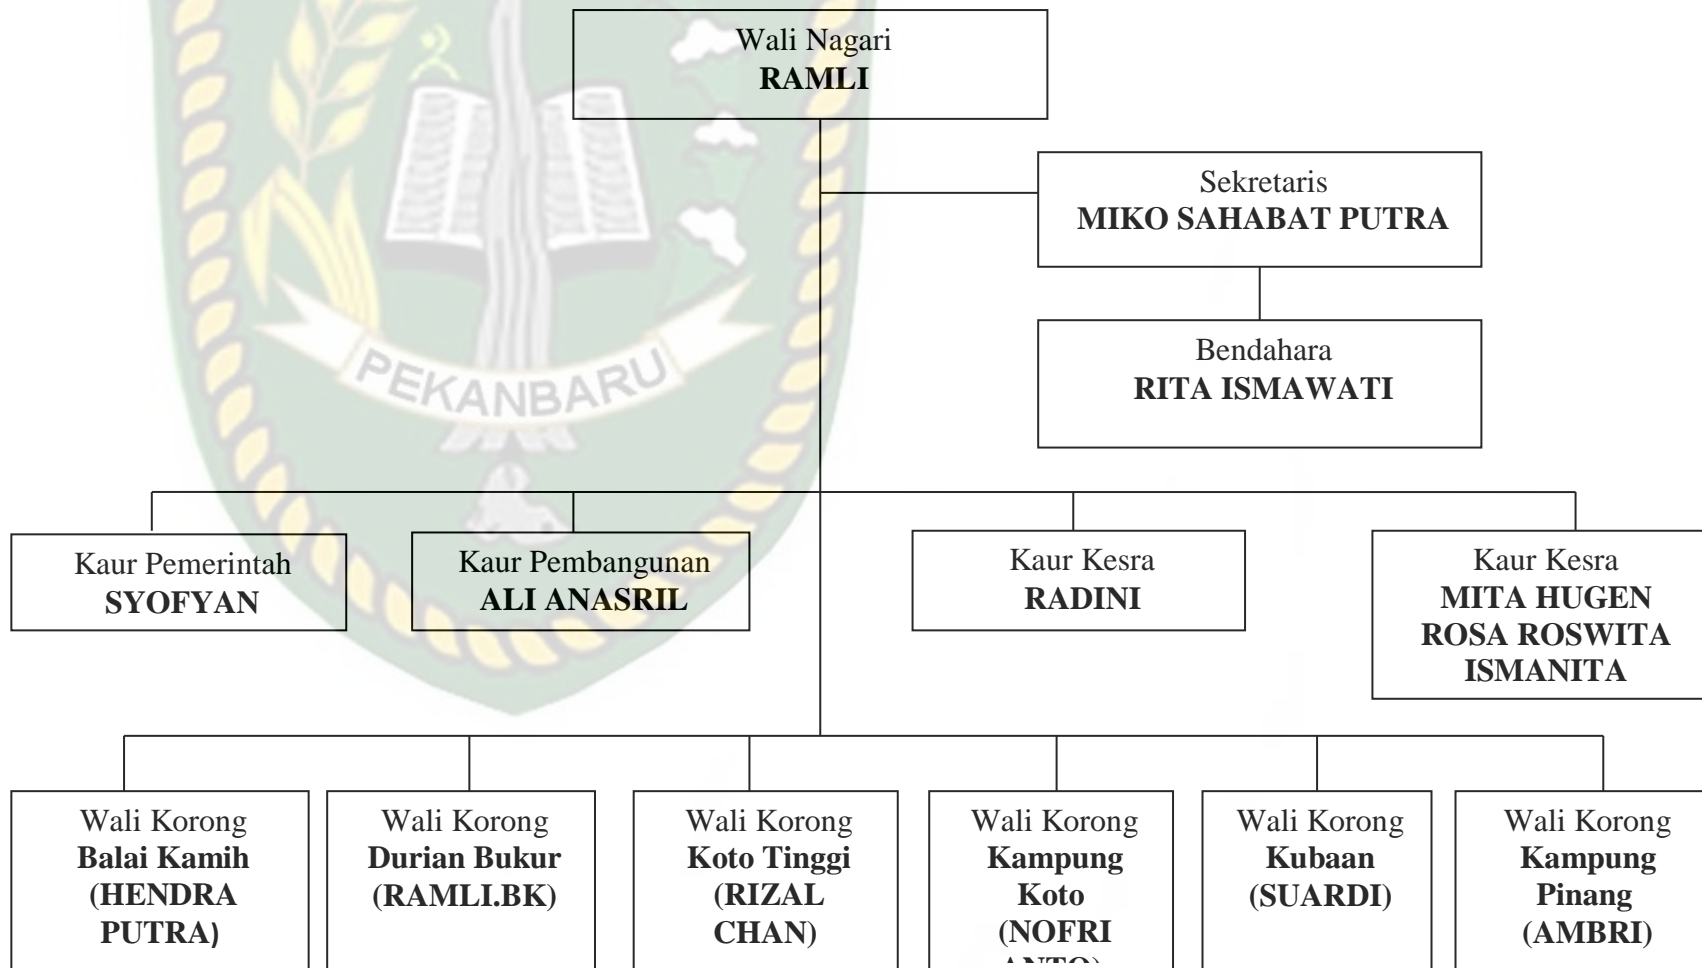 Wali Nagari
RAMLI
Sekretaris
MIKO SAHABAT PUTRA
Bendahara
RITA ISMAWATI
PEKANBARU
Kaur Pemerintah
SYOFYAN
Kaur Pembangunan
ALI ANASRIL
Kaur Kesra
RADINI
Kaur Kesra
MITA HUGEN
ROSA ROSWITA
ISMANITA
Wali Korong
Balai Kamih
(HENDRA
PUTRA)
Wali Korong
Durian Bukur
(RAMLI.BK)
Wali Korong
Koto Tinggi
(RIZAL
CHAN)
Wali Korong
Kampung
Koto
(NOFRI
ANTO)
Wali Korong
Kubaan
(SUARDI)
Wali Korong
Kampung
Pinang
(AMBRI)